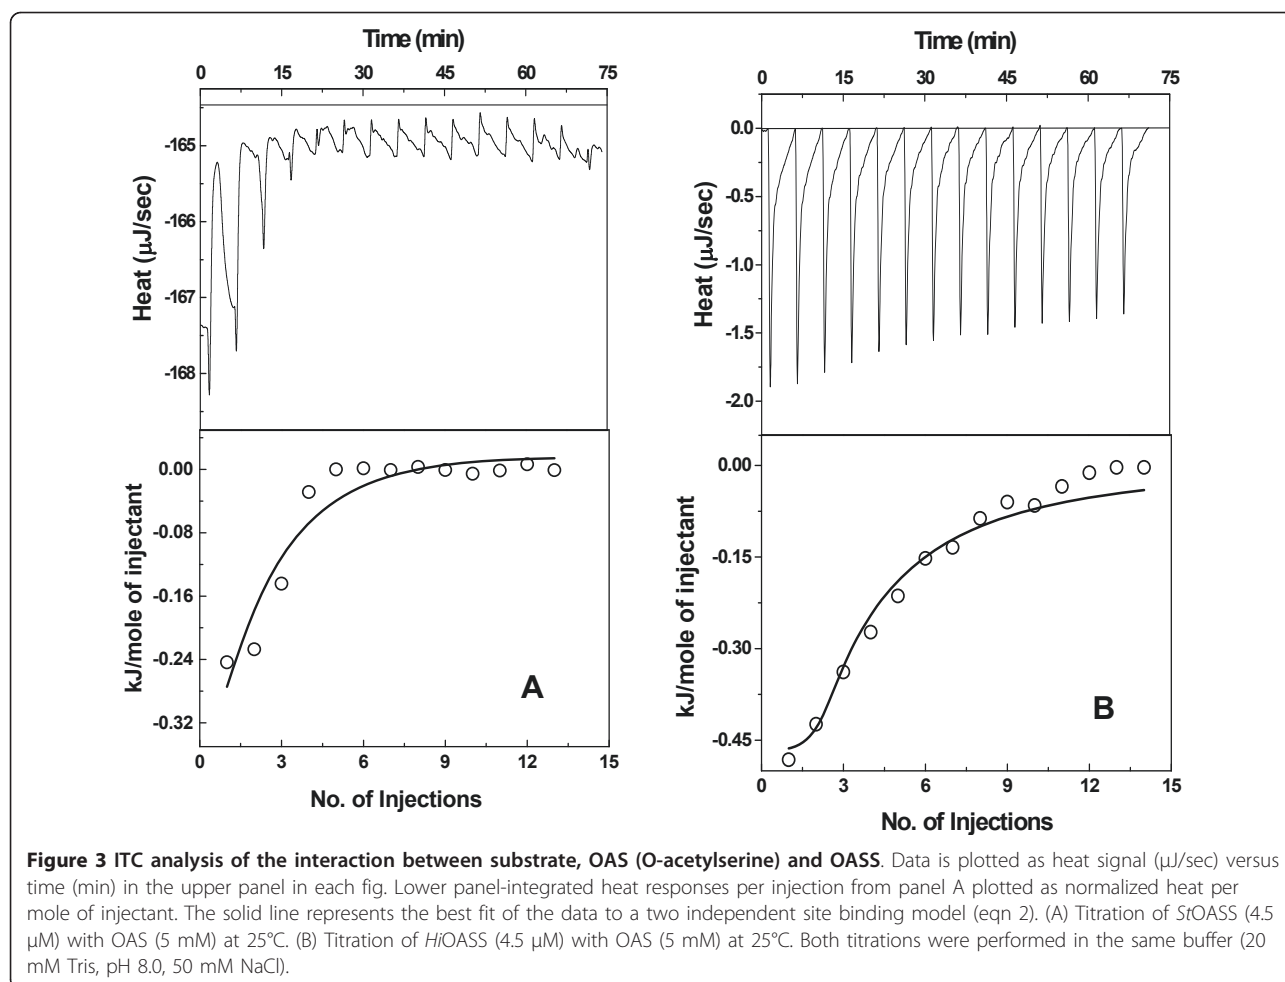 Time (min)
0 15 30 45 60 75
Heat (µJ/sec)
-165
-166
-167
-168
kJ/mole of injectant
0.00
-0.08
-0.16
-0.24
-0.32
A
0 3 6 9 12 15
No. of Injections
Time (min)
0 15 30 45 60 75
Heat (µJ/sec)
0.0
-0.5
-1.0
-1.5
-2.0
kJ/mole of injectant
0.00
-0.15
-0.30
-0.45
B
0 3 6 9 12 15
No. of Injections
Figure 3 ITC analysis of the interaction between substrate, OAS (O-acetylserine) and OASS. Data is plotted as heat signal (µJ/sec) versus
time (min) in the upper panel in each fig. Lower panel-integrated heat responses per injection from panel A plotted as normalized heat per
mole of injectant. The solid line represents the best fit of the data to a two independent site binding model (eqn 2). (A) Titration of StOASS (4.5
µM) with OAS (5 mM) at 25°C. (B) Titration of HiOASS (4.5 µM) with OAS (5 mM) at 25°C. Both titrations were performed in the same buffer (20
mM Tris, pH 8.0, 50 mM NaCl).